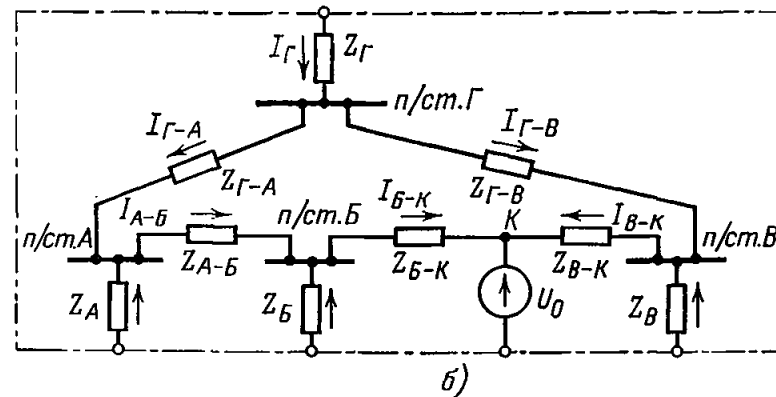 I_Г Z_Г
п/ст.Г
I_Г-А I_Г-В
Z_Г-А Z_Г-В
п/ст.А I_А-Б п/ст.Б I_Б-К К I_В-К п/ст.В
Z_А-Б Z_Б-К Z_В-К
Z_А Z_Б U_0 Z_В
б)